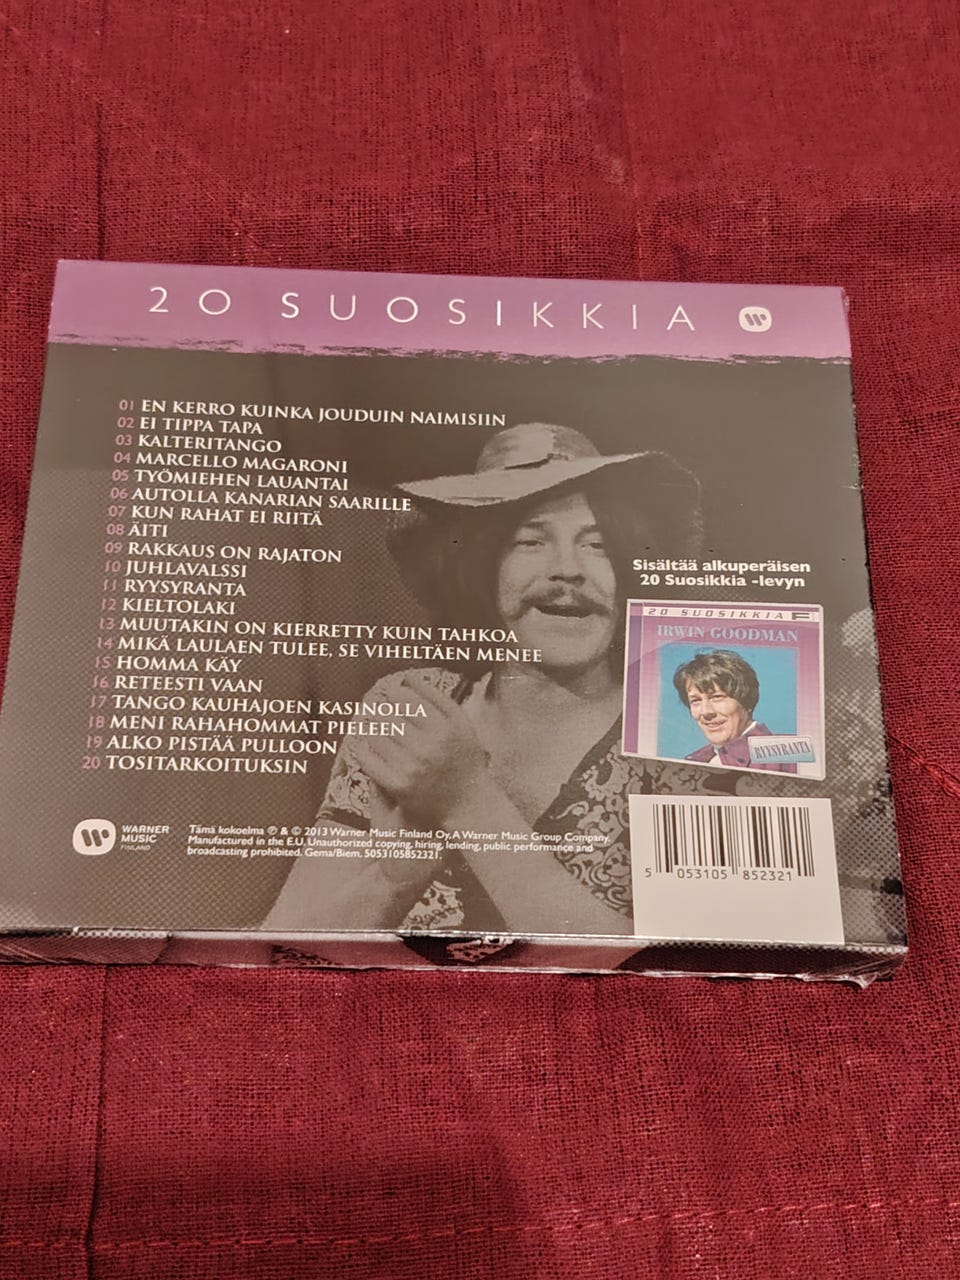 20 SUOSIKKIA
01 EN KERRO KUINKA JOUDUIN NAIMISIIN
02 EI TIPPA TAPA
03 KALTERITANGO
04 MARCELLO MAGARONI
05 TYÖMIEHEN LAUANTAI
06 AUTOLLA KANARIAN SAARILLE
07 KUN RAHAT EI RIITÄ
08 ÄITI
09 RAKKAUS ON RAJATON
10 JUHLAVALSSI
11 RYYSYRANTA
12 KIELTOLAKI
13 MUUTAKIN ON KIERRETTY KUIN TAHKOA
14 MIKÄ LAULAEN TULEE, SE VIHELTÄEN MENEE
15 HOMMA KÄY
16 RETEESTI VAAN
17 TANGO KAUHAJOEN KASINOLLA
18 MENI RAHAHOMMAT PIELEEN
19 ALKO PISTÄÄ PULLOON
20 TOSITARKOITUKSIN
Sisältää alkuperäisen
20 Suosikkia -levyn
20 SUOSIKKIA F
IRWIN GOODMAN
RYYSYRANTA
WARNER
MUSIC
FINLAND
Tämä kokoelma ℗ & © 2013 Warner Music Finland Oy. A Warner Music Group Company.
Manufactured in the E.U. Unauthorized copying, hiring, lending, public performance and
broadcasting prohibited. Gema/Biem. 5053105852321.
5 053105 852321